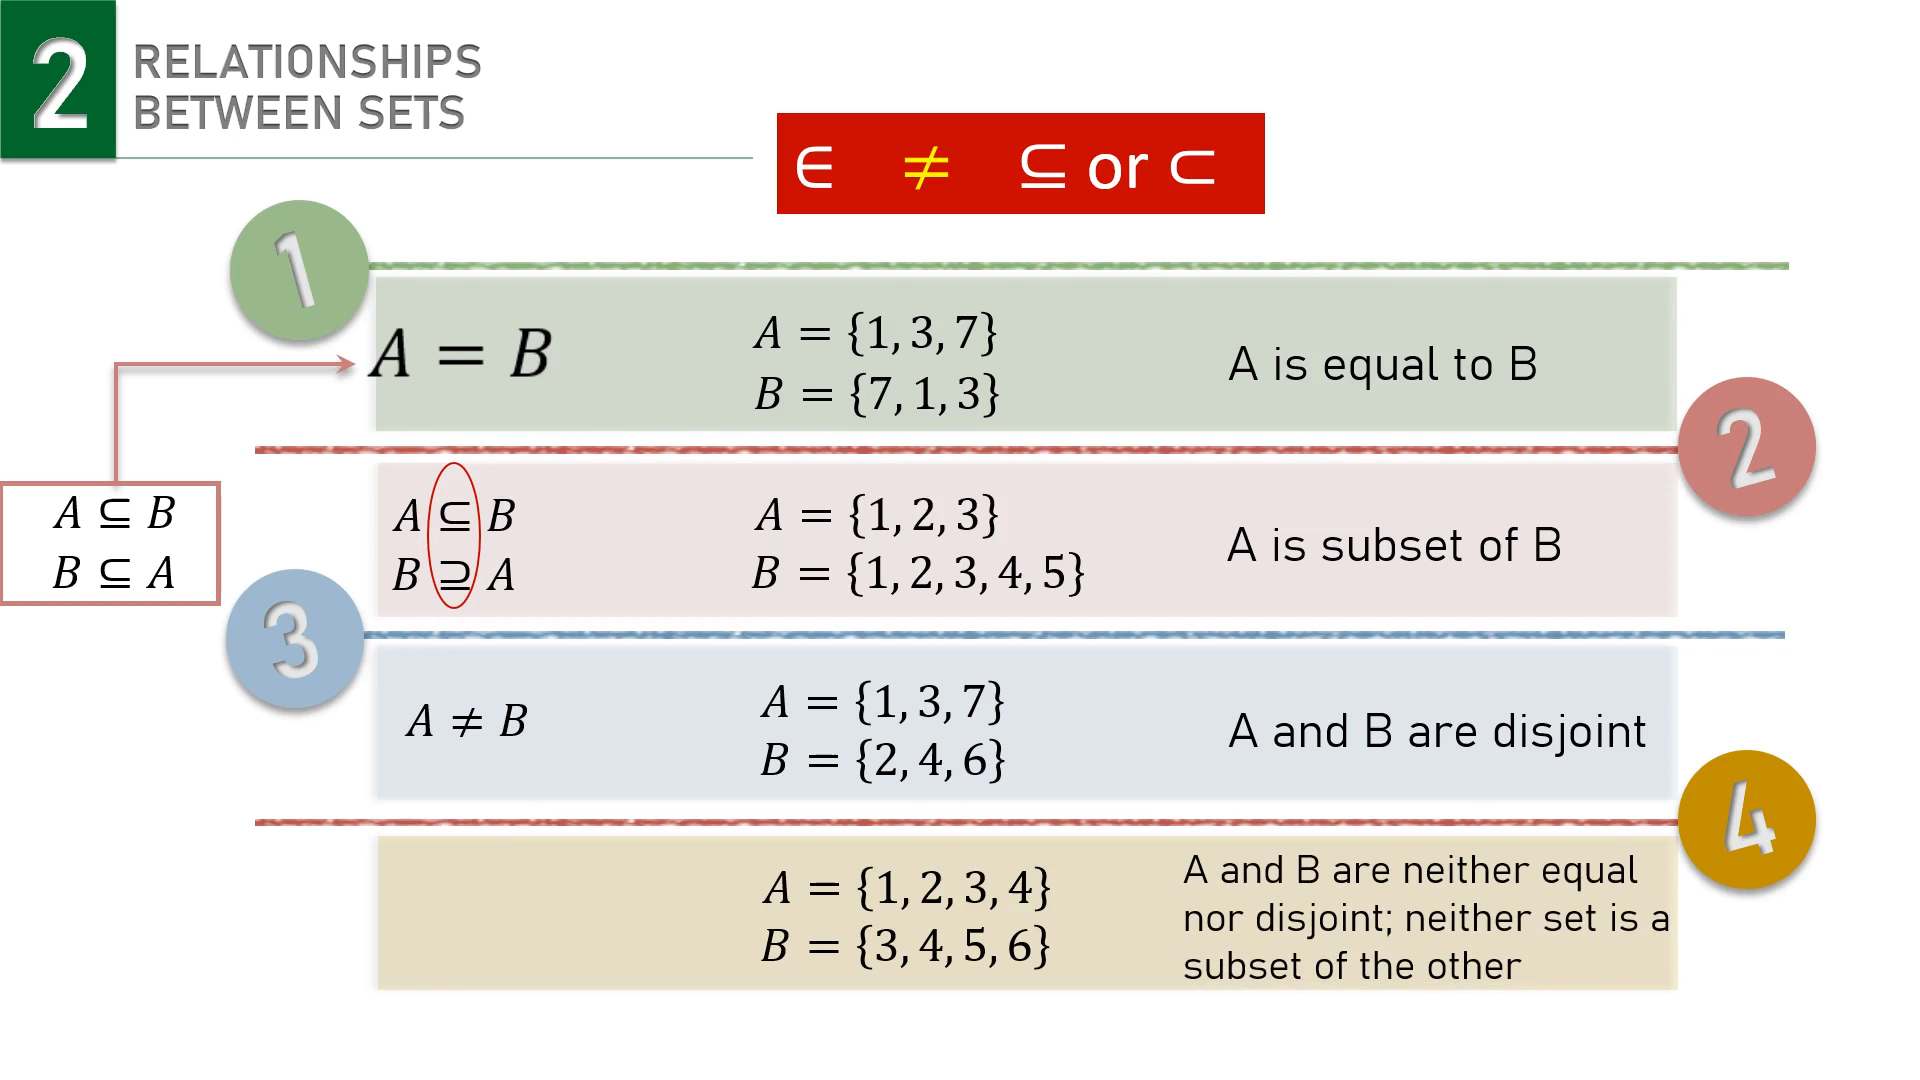 2
RELATIONSHIPS
BETWEEN SETS
∈ ≠ ⊆ or ⊂
1
A = B
A = {1, 3, 7}
B = {7, 1, 3}
A is equal to B
2
A ⊆ B
B ⊆ A
A ⊆ B
B ⊇ A
A = {1, 2, 3}
B = {1, 2, 3, 4, 5}
A is subset of B
3
A ≠ B
A = {1, 3, 7}
B = {2, 4, 6}
A and B are disjoint
4
A = {1, 2, 3, 4}
B = {3, 4, 5, 6}
A and B are neither equal
nor disjoint; neither set is a
subset of the other